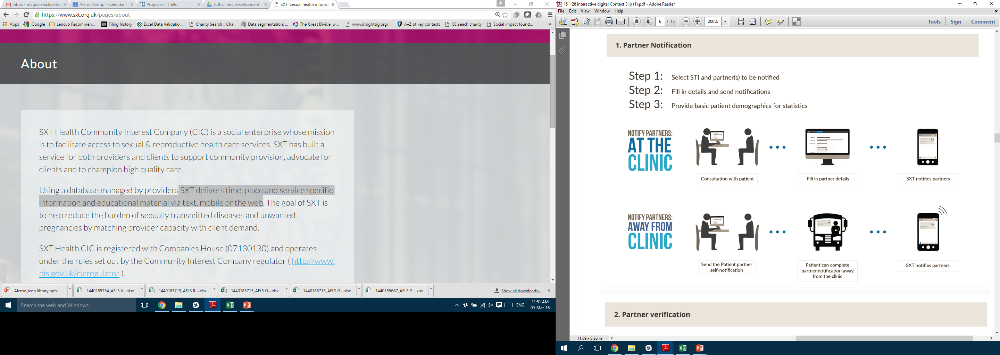 Inbox - magdalena.kuenke
Aleron Group - Calendar -
Proposals | Trello
3. Business Development -
SXT: Sexual health informa
https://www.sxt.org.uk/pages/about
Apps
iGoogle
Lenovo Recommen...
Filing history
Excel Data Validatio...
Charity Search :: Cha...
Data segmentation: ...
The Great Divide; w...
www.insightsig.org/...
A–Z of key contacts
CC seach charity
Social impact found...
»
About
SXT Health Community Interest Company (CIC) is a social enterprise whose mission
is to facilitate access to sexual & reproductive health care services. SXT has built a
service for both providers and clients to support community provision, advocate for
clients and to champion high quality care.
Using a database managed by providers SXT delivers time, place and service specific
information and educational material via text, mobile or the web. The goal of SXT is
to help reduce the burden of sexually transmitted diseases and unwanted
pregnancies by matching provider capacity with client demand.
SXT Health CIC is registered with Companies House (07130130) and operates
under the rules set out by the Community Interest Company regulator ( http://www.
bis.gov.uk/cicregulator ).
Aleron_icon library.pptx
1440185734_AFLS V....xlsx
1440185715_AFLS IL....xlsx
1440185715_AFLS G....xlsx
1440185715_AFLS G....xlsx
1440185687_AFLS G....xlsx
Show all downloads...
Search the web and Windows
ENG
11:51 AM
09-Mar-16
151128 interactive digital Contact Slip (1).pdf - Adobe Reader
File Edit View Window Help
6 / 15
200%
Tools
Sign
Comment
1. Partner Notification
Step 1: Select STI and partner(s) to be notified
Step 2: Fill in details and send notifications
Step 3: Provide basic patient demographics for statistics
NOTIFY PARTNERS:
AT THE
CLINIC
Consultation with patient
Fill in partner details
SXT notifies partners
NOTIFY PARTNERS:
AWAY FROM
CLINIC
Send the Patient partner
self-notification
Patient can complete
partner notification away
from the clinic
SXT notifies partners
2. Partner verification
11.69 x 8.26 in